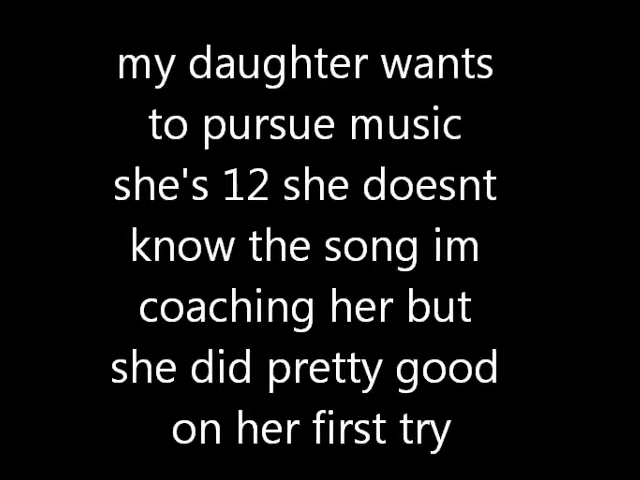 my daughter wants
to pursue music
she's 12 she doesnt
know the song im
coaching her but
she did pretty good
on her first try